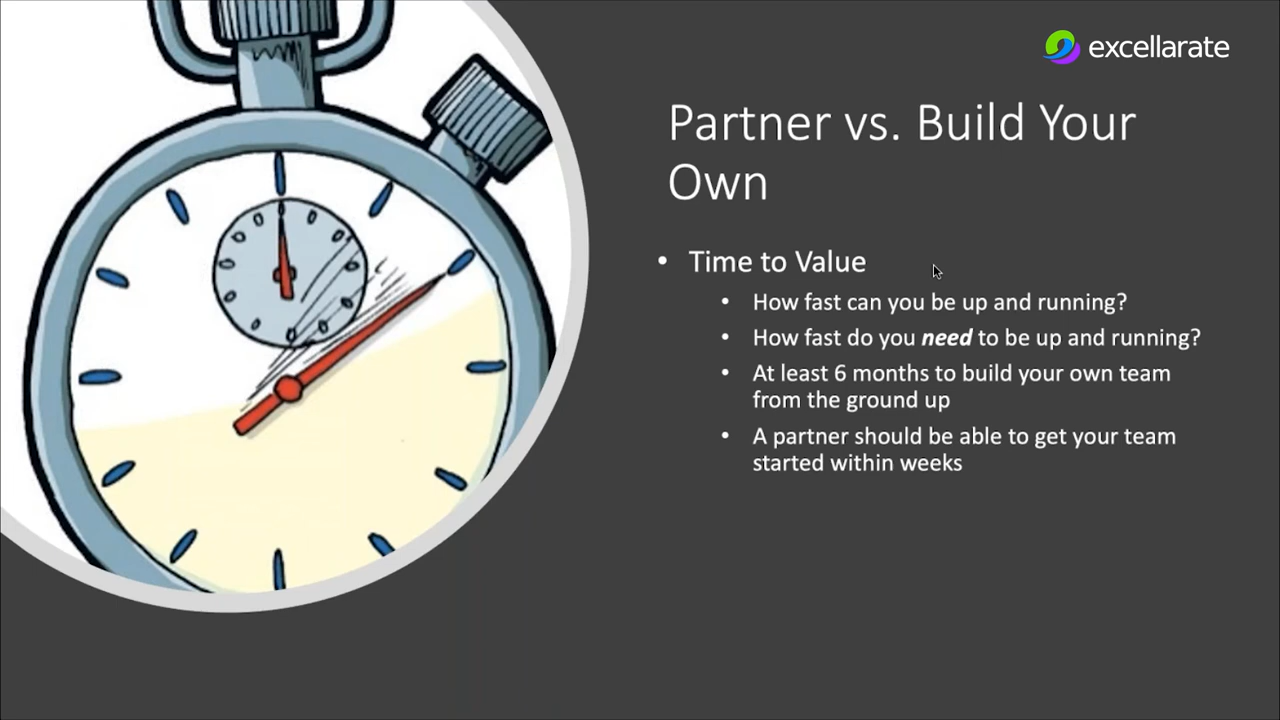 excellarate
Partner vs. Build Your
Own
• Time to Value
• How fast can you be up and running?
• How fast do you need to be up and running?
• At least 6 months to build your own team
from the ground up
• A partner should be able to get your team
started within weeks